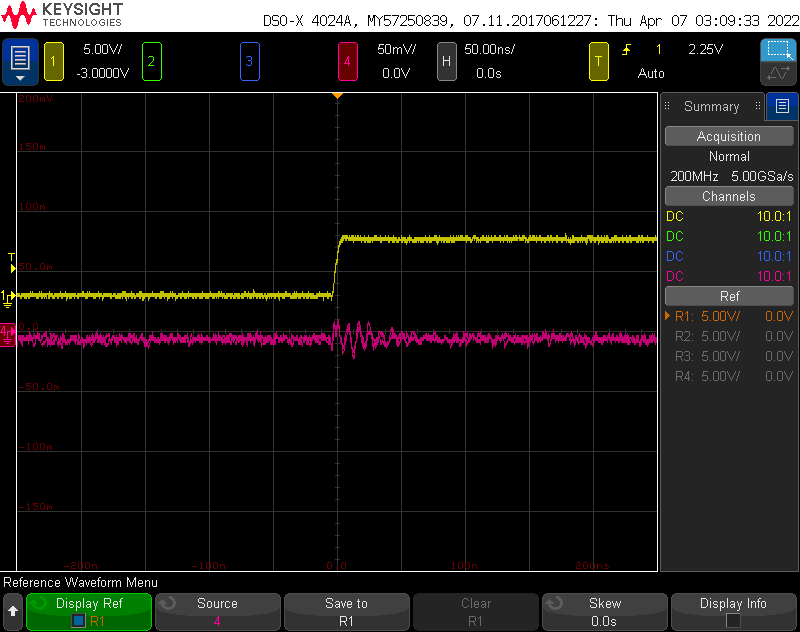 KEYSIGHT
TECHNOLOGIES
DSO-X 4024A, MY57250839, 07.11.2017061227: Thu Apr 07 03:09:33 2022
1 5.00V/ 2 3 4 50mV/ H 50.00ns/ T 1 2.25V
-3.0000V 0.0V 0.0s Auto
200mV
150m
100m
50.0m
0.0
-50.0m
-100m
-150m
-200n -100n 0.0 100n 200ns
T
1
4
Summary
Acquisition
Normal
200MHz 5.00GSa/s
Channels
DC 10.0:1
DC 10.0:1
DC 10.0:1
DC 10.0:1
Ref
R1: 5.00V/ 0.0V
R2: 5.00V/ 0.0V
R3: 5.00V/ 0.0V
R4: 5.00V/ 0.0V
Reference Waveform Menu
Display Ref Source Save to Clear Skew Display Info
R1 4 R1 R1 0.0s